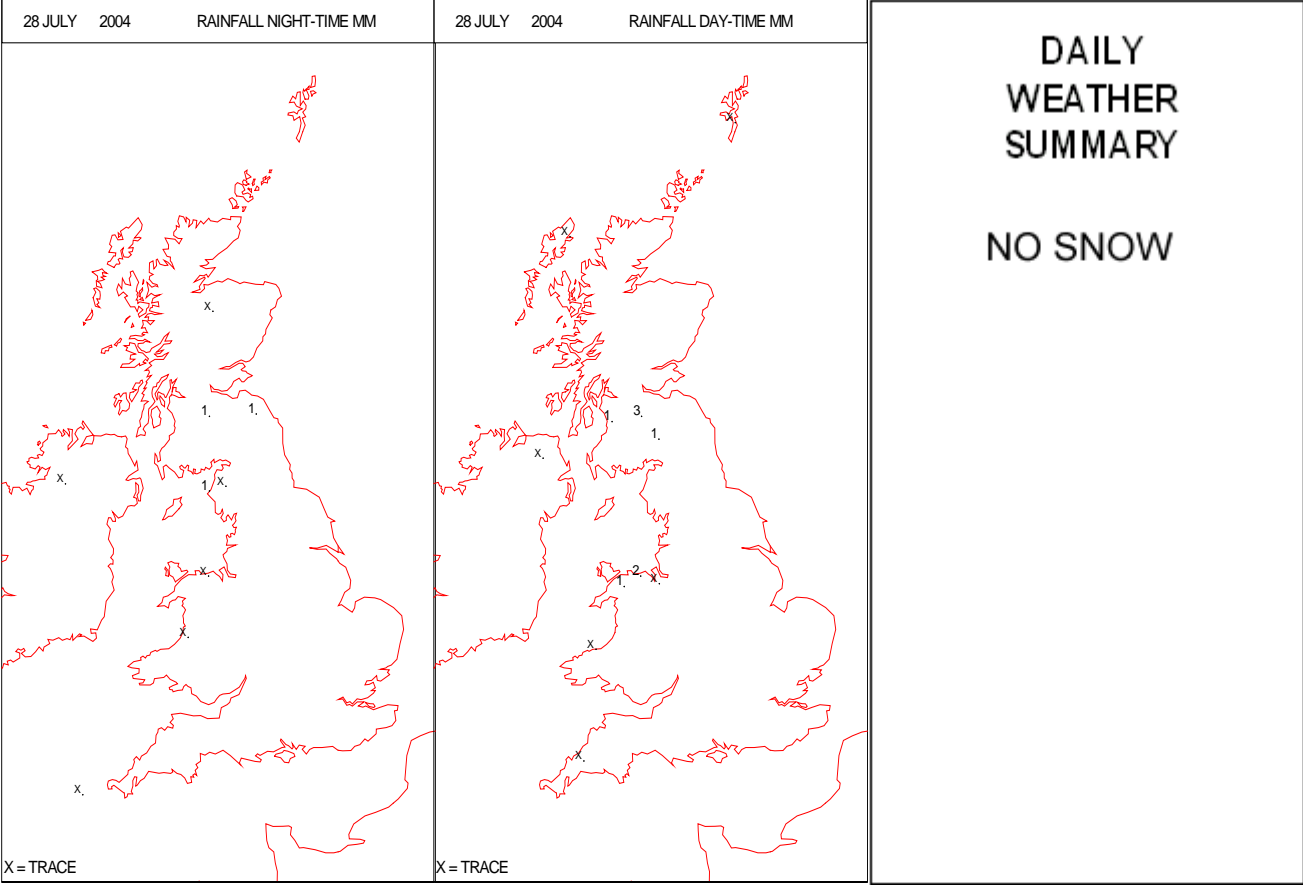 28 JULY 2004 RAINFALL NIGHT-TIME MM
X.
1. 1.
X.
1. X.
X.
X.
X.
X = TRACE
28 JULY 2004 RAINFALL DAY-TIME MM
X.
X.
1. 3.
1.
X.
2.
1. X.
X.
X.
X = TRACE
DAILY
WEATHER
SUMMARY
NO SNOW